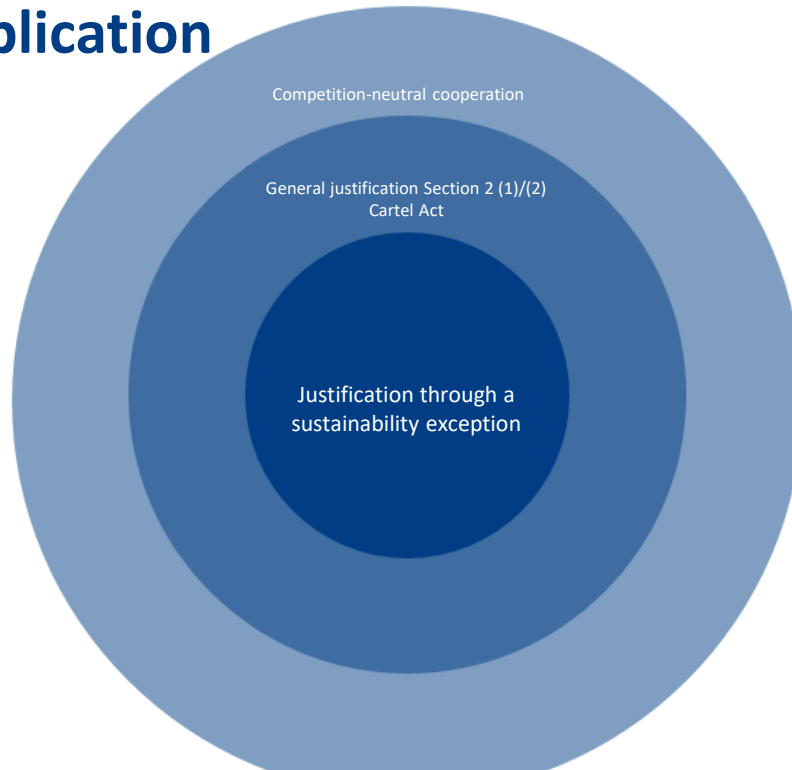 plication
Competition-neutral cooperation
General justification Section 2 (1)/(2)
Cartel Act
Justification through a
sustainability exception